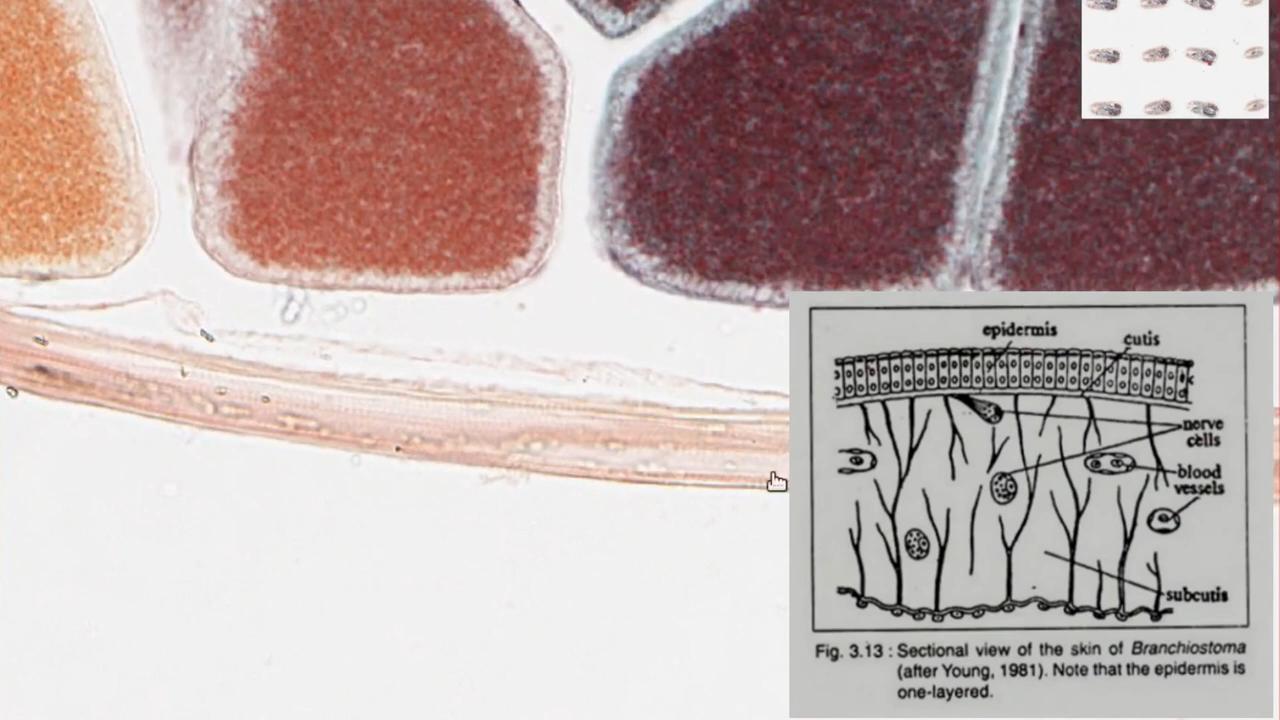 epidermis
cutis
nerve
cells
blood
vessels
subcutis
Fig. 3.13 : Sectional view of the skin of Branchiostoma
(after Young, 1981). Note that the epidermis is
one-layered.